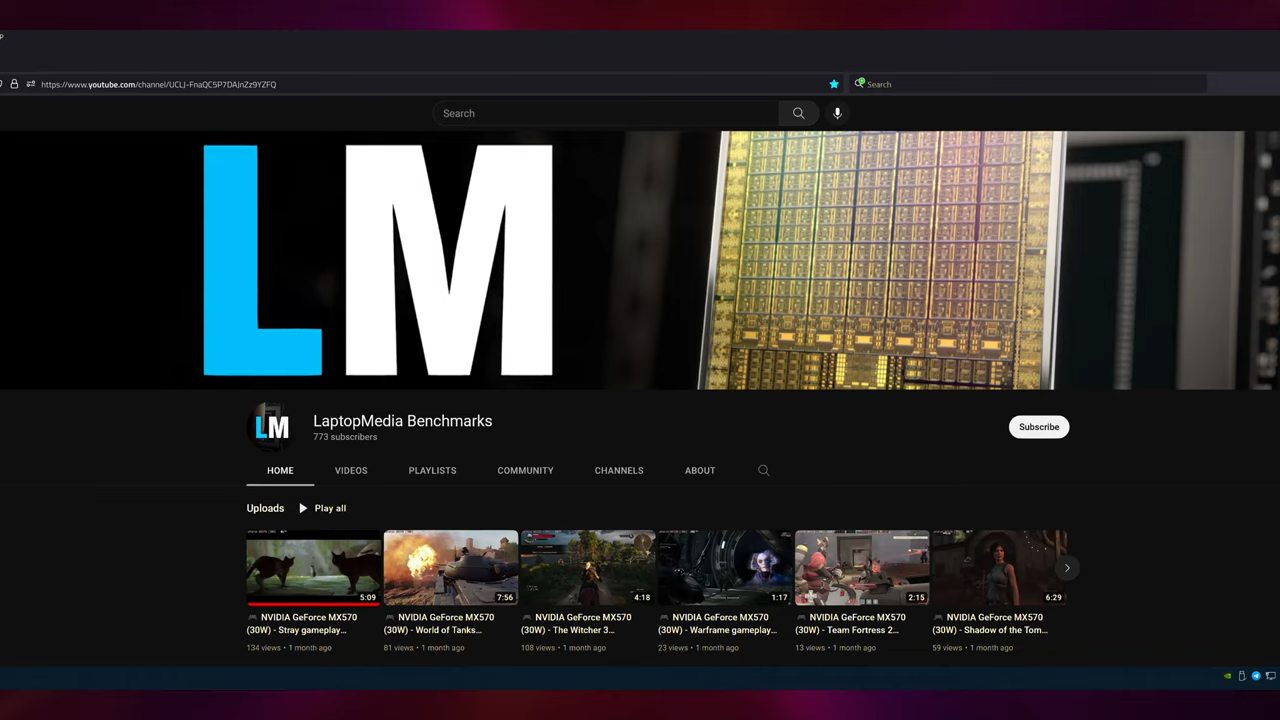 https://www.youtube.com/channel/UCLJ-FnaQC5P7DAJnZz9YZFQ
Search
Search
LM
LM
LaptopMedia Benchmarks
773 subscribers
Subscribe
HOME
VIDEOS
PLAYLISTS
COMMUNITY
CHANNELS
ABOUT
Uploads
Play all
5:09
7:56
4:18
1:17
2:15
6:29
NVIDIA GeForce MX570
(30W) - Stray gameplay...
134 views • 1 month ago
NVIDIA GeForce MX570
(30W) - World of Tanks...
81 views • 1 month ago
NVIDIA GeForce MX570
(30W) - The Witcher 3...
108 views • 1 month ago
NVIDIA GeForce MX570
(30W) - Warframe gameplay...
23 views • 1 month ago
NVIDIA GeForce MX570
(30W) - Team Fortress 2...
13 views • 1 month ago
NVIDIA GeForce MX570
(30W) - Shadow of the Tom...
59 views • 1 month ago